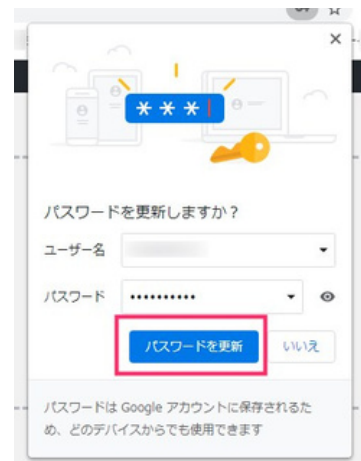 ***
パスワードを更新しますか？
ユーザー名
パスワード ••••••••••
パスワードを更新 いいえ
パスワードは Google アカウントに保存されるた
め、どのデバイスからでも使用できます